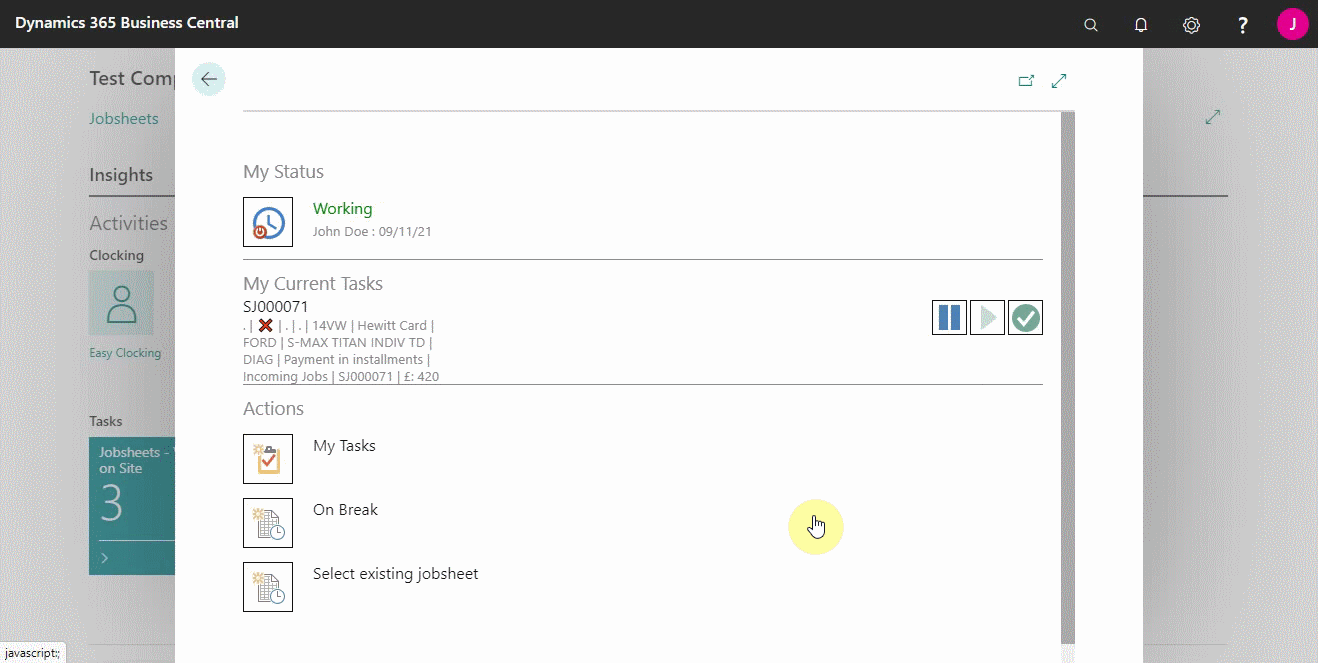 Dynamics 365 Business Central
?
J
Test Comp
Jobsheets
Insights
Activities
Clocking
Easy Clocking
Tasks
Jobsheets -
on Site
3
My Status
Working
John Doe : 09/11/21
My Current Tasks
SJ000071
. | ❌ | . | . | 14VW | Hewitt Card |
FORD | S-MAX TITAN INDIV TD |
DIAG | Payment in installments |
Incoming Jobs | SJ000071 | £: 420
Actions
My Tasks
On Break
Select existing jobsheet
javascript:;